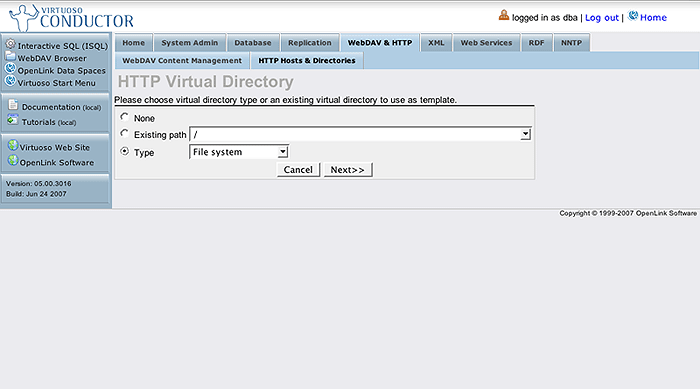 VIRTUOSO
CONDUCTOR
logged in as dba | Log out | Home
Interactive SQL (ISQL)
WebDAV Browser
OpenLink Data Spaces
Virtuoso Start Menu
Documentation (local)
Tutorials (local)
Virtuoso Web Site
OpenLink Software
Version: 05.00.3016
Build: Jun 24 2007
Home System Admin Database Replication WebDAV & HTTP XML Web Services RDF NNTP
WebDAV Content Management HTTP Hosts & Directories
HTTP Virtual Directory
Please choose virtual directory type or an existing virtual directory to use as template.
None
Existing path /
Type File system
Cancel Next>>
Copyright © 1999-2007 OpenLink Software